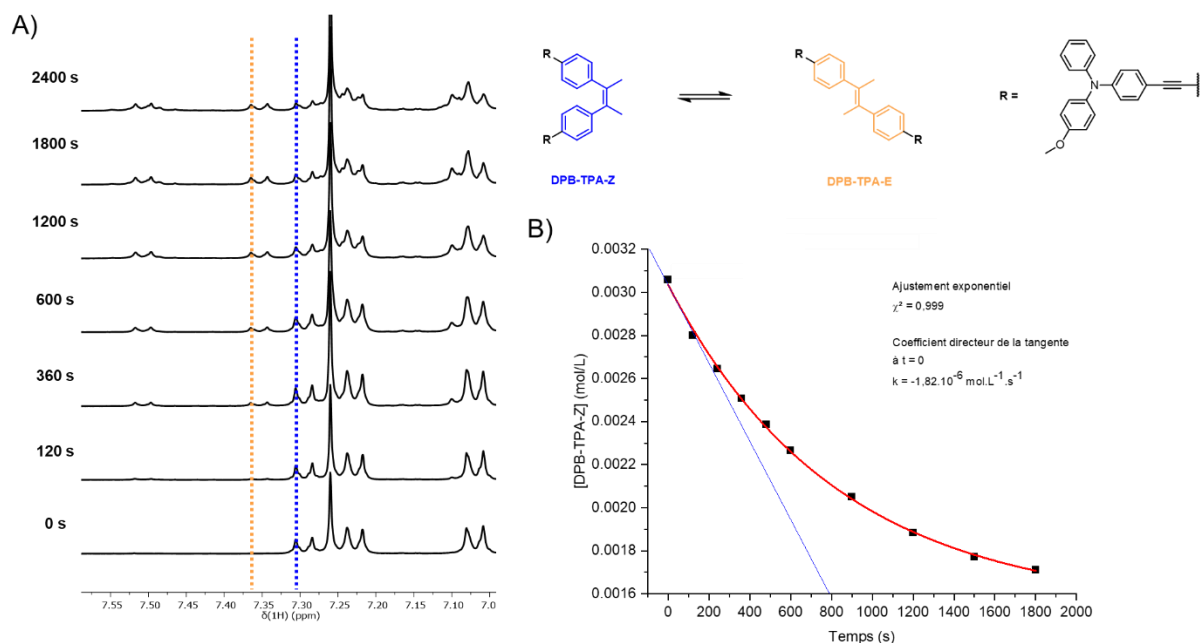 A)
2400 s
1800 s
1200 s
600 s
360 s
120 s
0 s
7.55 7.50 7.45 7.40 7.35 7.30 7.25 7.20 7.15 7.10 7.0
δ(1H) (ppm)
R
R
DPB-TPA-Z
R
R
DPB-TPA-E
R =
N
O
B)
[DPB-TPA-Z] (mol/L)
0.0032
0.0030
0.0028
0.0026
0.0024
0.0022
0.0020
0.0018
0.0016
Ajustement exponentiel
χ² = 0,999
Coefficient directeur de la tangente
à t = 0
k = -1,82.10⁻⁶ mol.L⁻¹.s⁻¹
0 200 400 600 800 1000 1200 1400 1600 1800 2000
Temps (s)